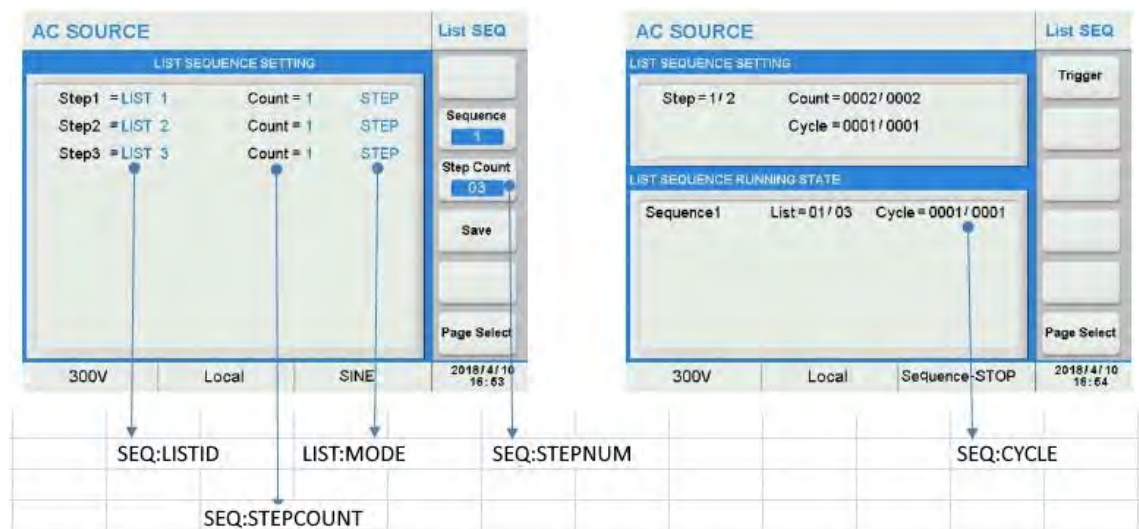 AC SOURCE
List SEQ
LIST SEQUENCE SETTING
Step1 =LIST 1 Count = 1 STEP
Step2 =LIST 2 Count = 1 STEP
Step3 =LIST 3 Count = 1 STEP
Sequence
1
Step Count
03
Save
Page Select
300V Local SINE 2018/4/10
16:53
AC SOURCE
List SEQ
LIST SEQUENCE SETTING
Step=1/2 Count=0002/0002
Cycle =0001/0001
LIST SEQUENCE RUNNING STATE
Sequence1 List=01/03 Cycle=0001/0001
Trigger
Page Select
300V Local Sequence-STOP 2018/4/10
16:54
SEQ:LISTID LIST:MODE SEQ:STEPNUM SEQ:CYCLE
SEQ:STEPCOUNT